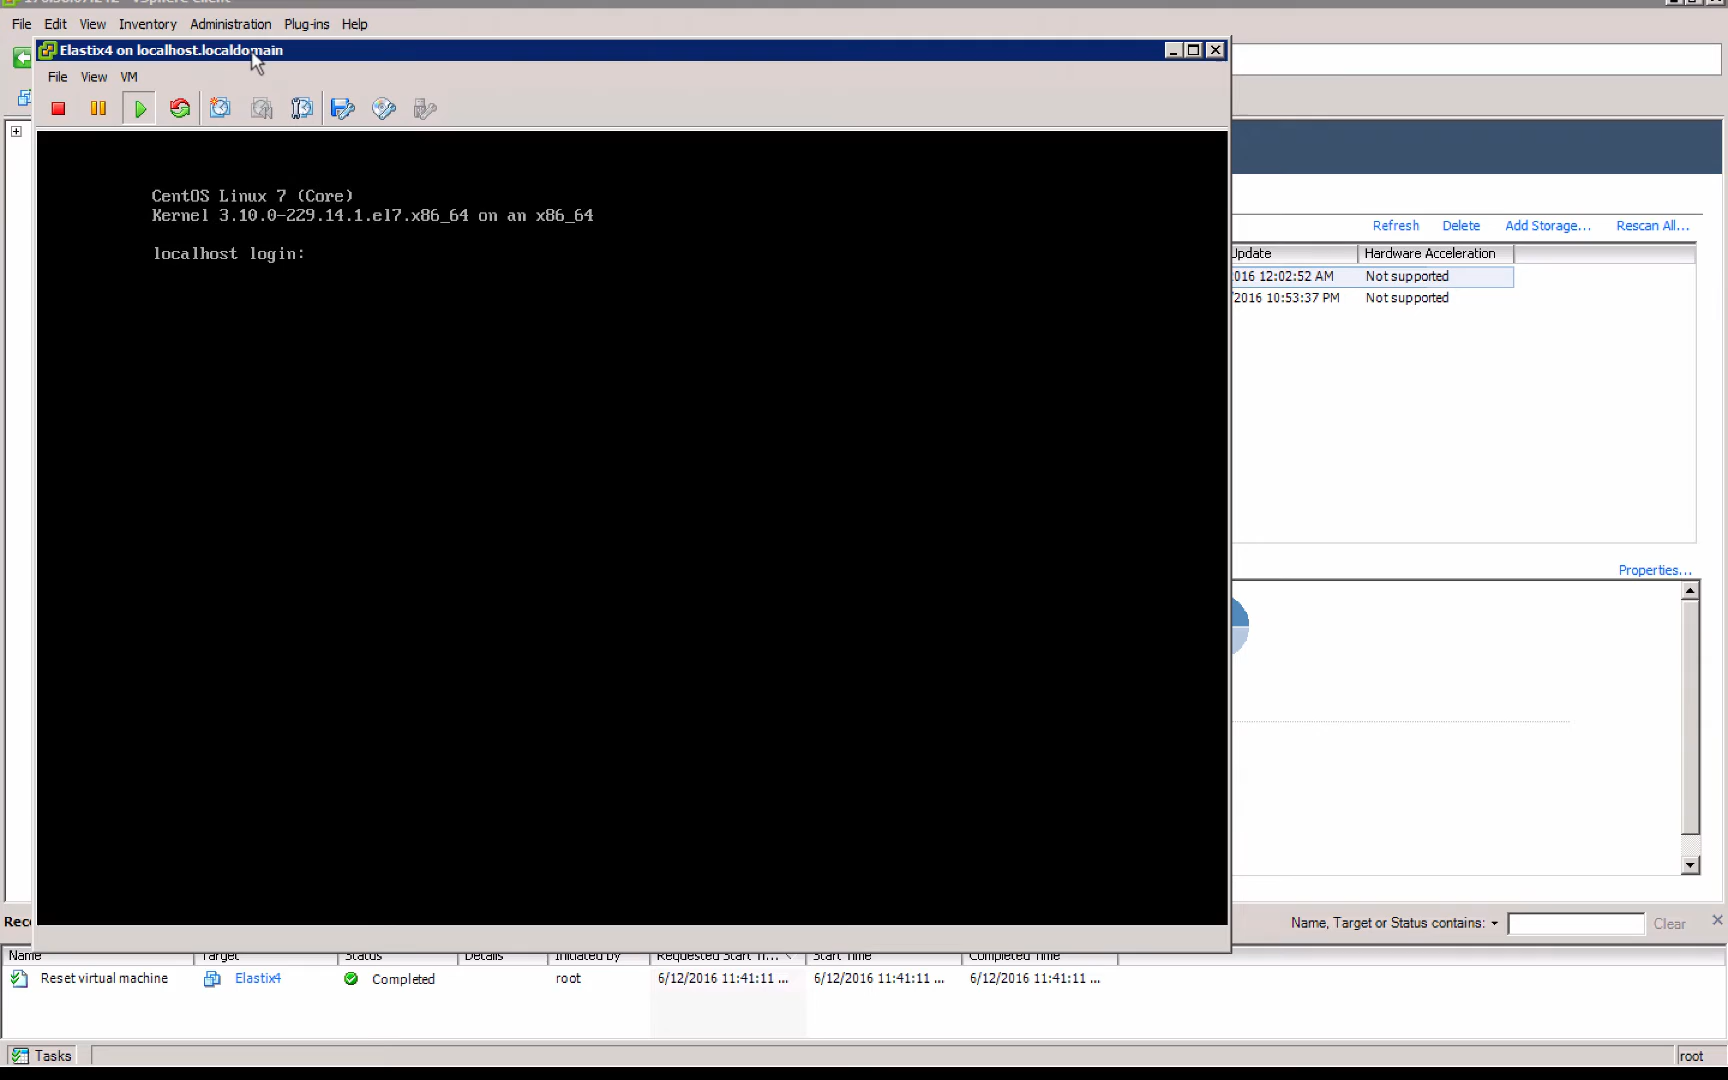 File Edit View Inventory Administration Plug-ins Help
Elastix4 on localhost.localdomain
File View VM
CentOS Linux 7 (Core)
Kernel 3.10.0-229.14.1.el7.x86_64 on an x86_64
localhost login:
Refresh Delete Add Storage... Rescan All...
Update Hardware Acceleration
016 12:02:52 AM Not supported
/2016 10:53:37 PM Not supported
Properties...
Rec Name, Target or Status contains: Clear
Name Target Status Details Initiated by Requested Start Ti... Start Time Completed Time
Reset virtual machine Elastix4 Completed root 6/12/2016 11:41:11 ... 6/12/2016 11:41:11 ... 6/12/2016 11:41:11 ...
Tasks root